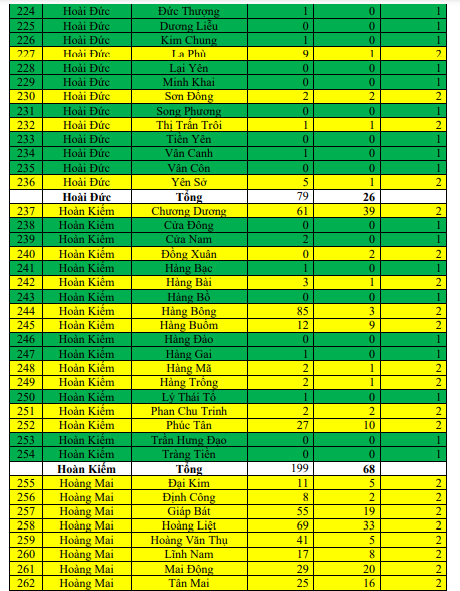 224 Hoài Đức Đức Thượng 1 0 1
225 Hoài Đức Dương Liễu 0 0 1
226 Hoài Đức Kim Chung 1 0 1
227 Hoài Đức La Phù 9 1 2
228 Hoài Đức Lại Yên 0 0 1
229 Hoài Đức Minh Khai 0 0 1
230 Hoài Đức Sơn Đồng 2 2 2
231 Hoài Đức Song Phương 0 0 1
232 Hoài Đức Thị Trấn Trôi 1 1 2
233 Hoài Đức Tiền Yên 0 0 1
234 Hoài Đức Vân Canh 1 0 1
235 Hoài Đức Vân Côn 0 0 1
236 Hoài Đức Yên Sở 5 1 2
Hoài Đức Tổng 79 26
237 Hoàn Kiếm Chương Dương 61 39 2
238 Hoàn Kiếm Cửa Đông 0 0 1
239 Hoàn Kiếm Cửa Nam 2 0 1
240 Hoàn Kiếm Đồng Xuân 0 2 2
241 Hoàn Kiếm Hàng Bạc 1 0 1
242 Hoàn Kiếm Hàng Bài 3 1 2
243 Hoàn Kiếm Hàng Bồ 0 0 1
244 Hoàn Kiếm Hàng Bông 85 3 2
245 Hoàn Kiếm Hàng Buồm 12 9 2
246 Hoàn Kiếm Hàng Đào 0 0 1
247 Hoàn Kiếm Hàng Gai 1 0 1
248 Hoàn Kiếm Hàng Mã 2 1 2
249 Hoàn Kiếm Hàng Trống 2 1 2
250 Hoàn Kiếm Lý Thái Tổ 1 0 1
251 Hoàn Kiếm Phan Chu Trinh 2 2 2
252 Hoàn Kiếm Phúc Tân 27 10 2
253 Hoàn Kiếm Trần Hưng Đạo 0 0 1
254 Hoàn Kiếm Tràng Tiền 0 0 1
Hoàn Kiếm Tổng 199 68
255 Hoàng Mai Đại Kim 11 5 2
256 Hoàng Mai Định Công 8 2 2
257 Hoàng Mai Giáp Bát 55 19 2
258 Hoàng Mai Hoàng Liệt 69 33 2
259 Hoàng Mai Hoàng Văn Thụ 41 5 2
260 Hoàng Mai Lĩnh Nam 17 8 2
261 Hoàng Mai Mai Động 29 20 2
262 Hoàng Mai Tân Mai 25 16 2